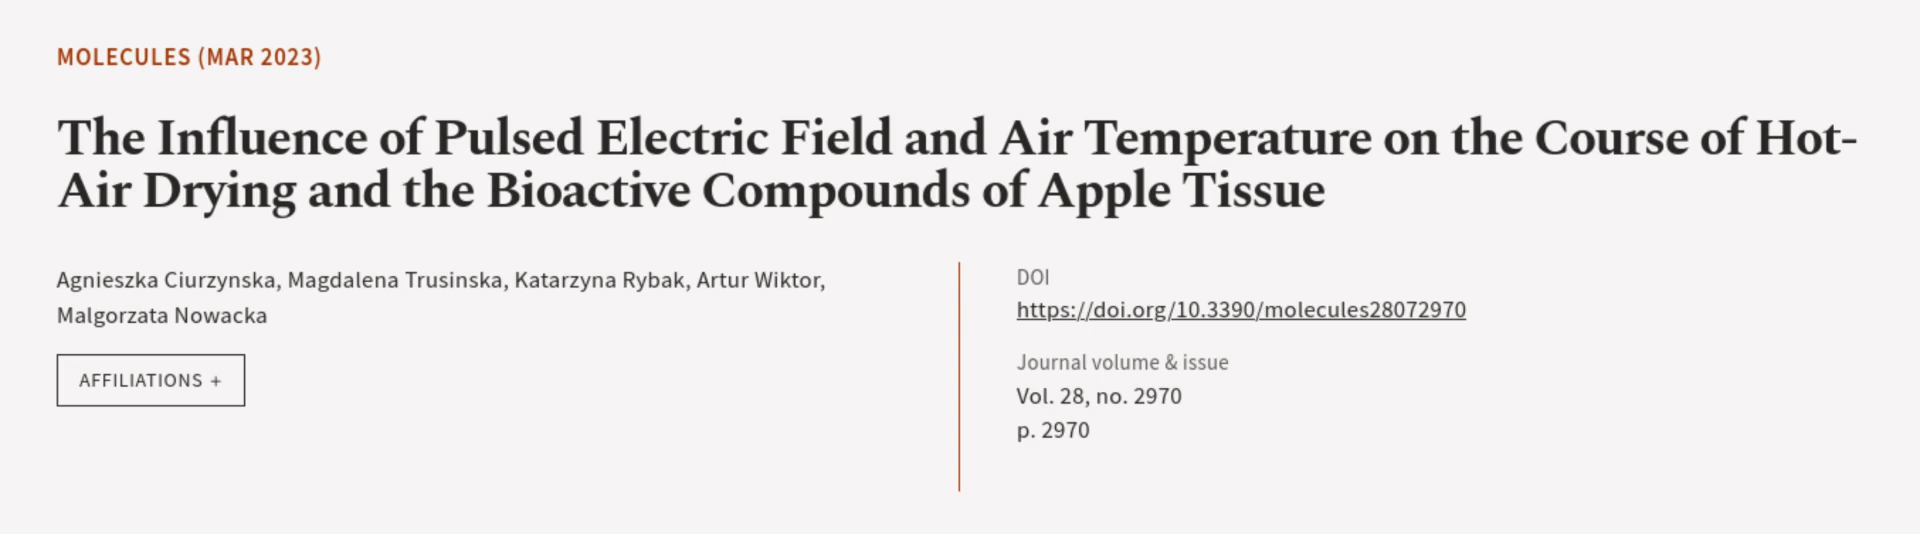 MOLECULES (MAR 2023)
The Influence of Pulsed Electric Field and Air Temperature on the Course of Hot-
Air Drying and the Bioactive Compounds of Apple Tissue
Agnieszka Ciurzynska, Magdalena Trusinska, Katarzyna Rybak, Artur Wiktor,
Malgorzata Nowacka
AFFILIATIONS +
DOI
https://doi.org/10.3390/molecules28072970
Journal volume & issue
Vol. 28, no. 2970
p. 2970